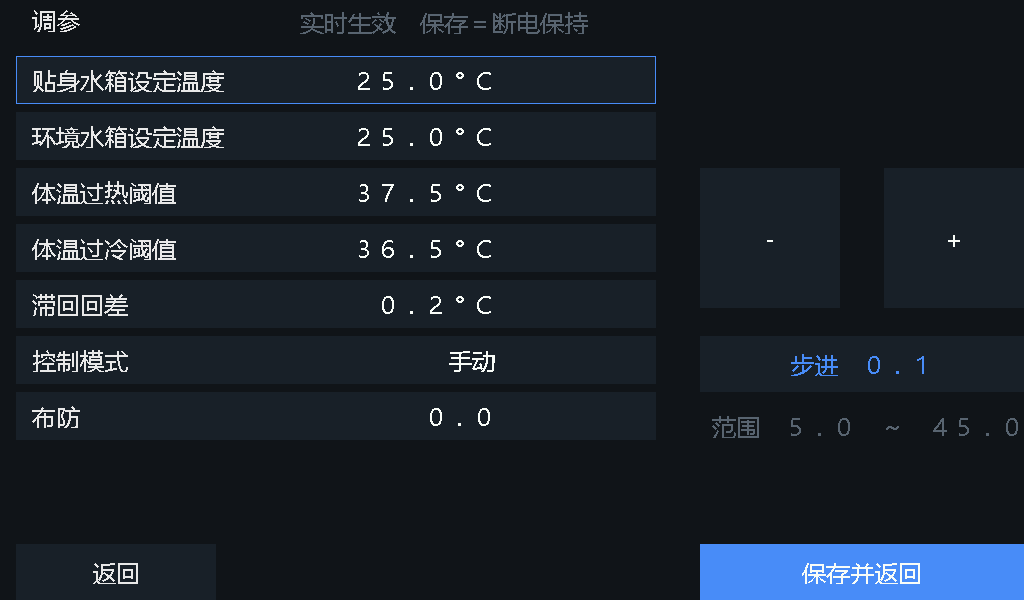 调参 实时生效 保存=断电保持
贴身水箱设定温度 25.0°C
环境水箱设定温度 25.0°C
体温过热阈值 37.5°C
体温过冷阈值 36.5°C
滞回回差 0.2°C
控制模式 手动
布防 0.0
- +
步进 0.1
范围 5.0 ~ 45.0
返回 保存并返回